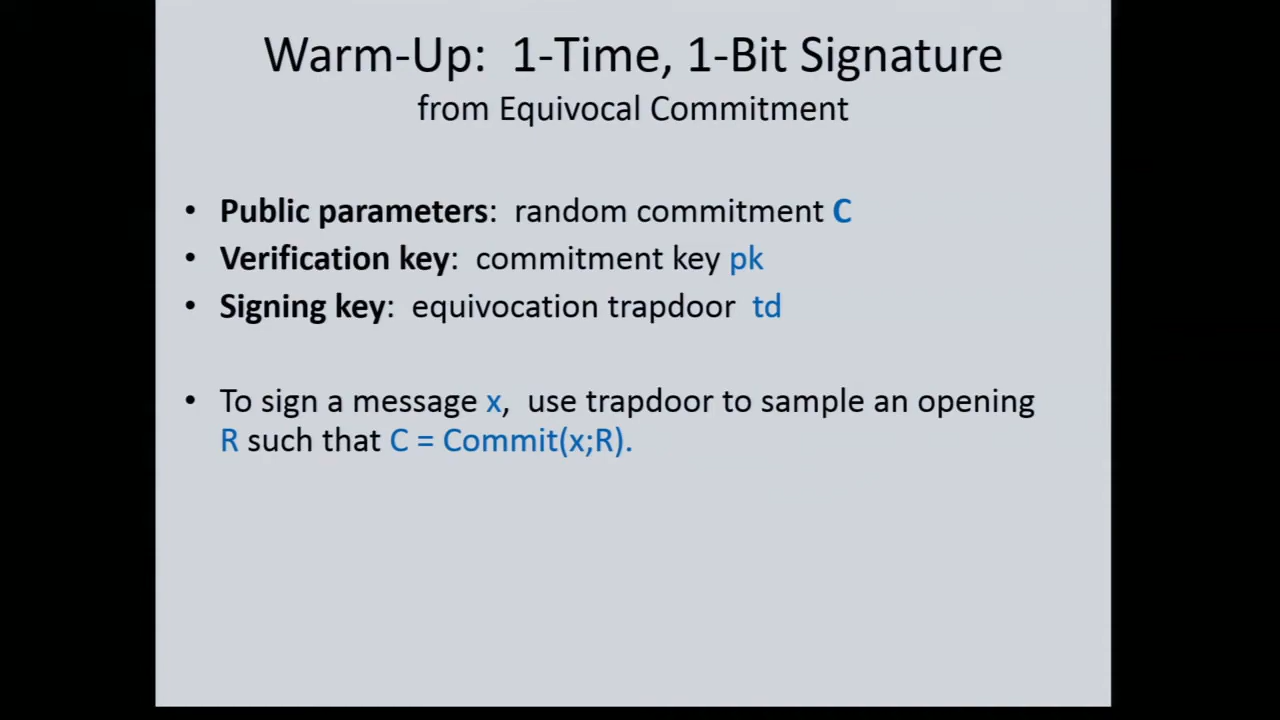 Warm-Up: 1-Time, 1-Bit Signature
from Equivocal Commitment
• Public parameters: random commitment C
• Verification key: commitment key pk
• Signing key: equivocation trapdoor td
• To sign a message x, use trapdoor to sample an opening
R such that C = Commit(x;R).